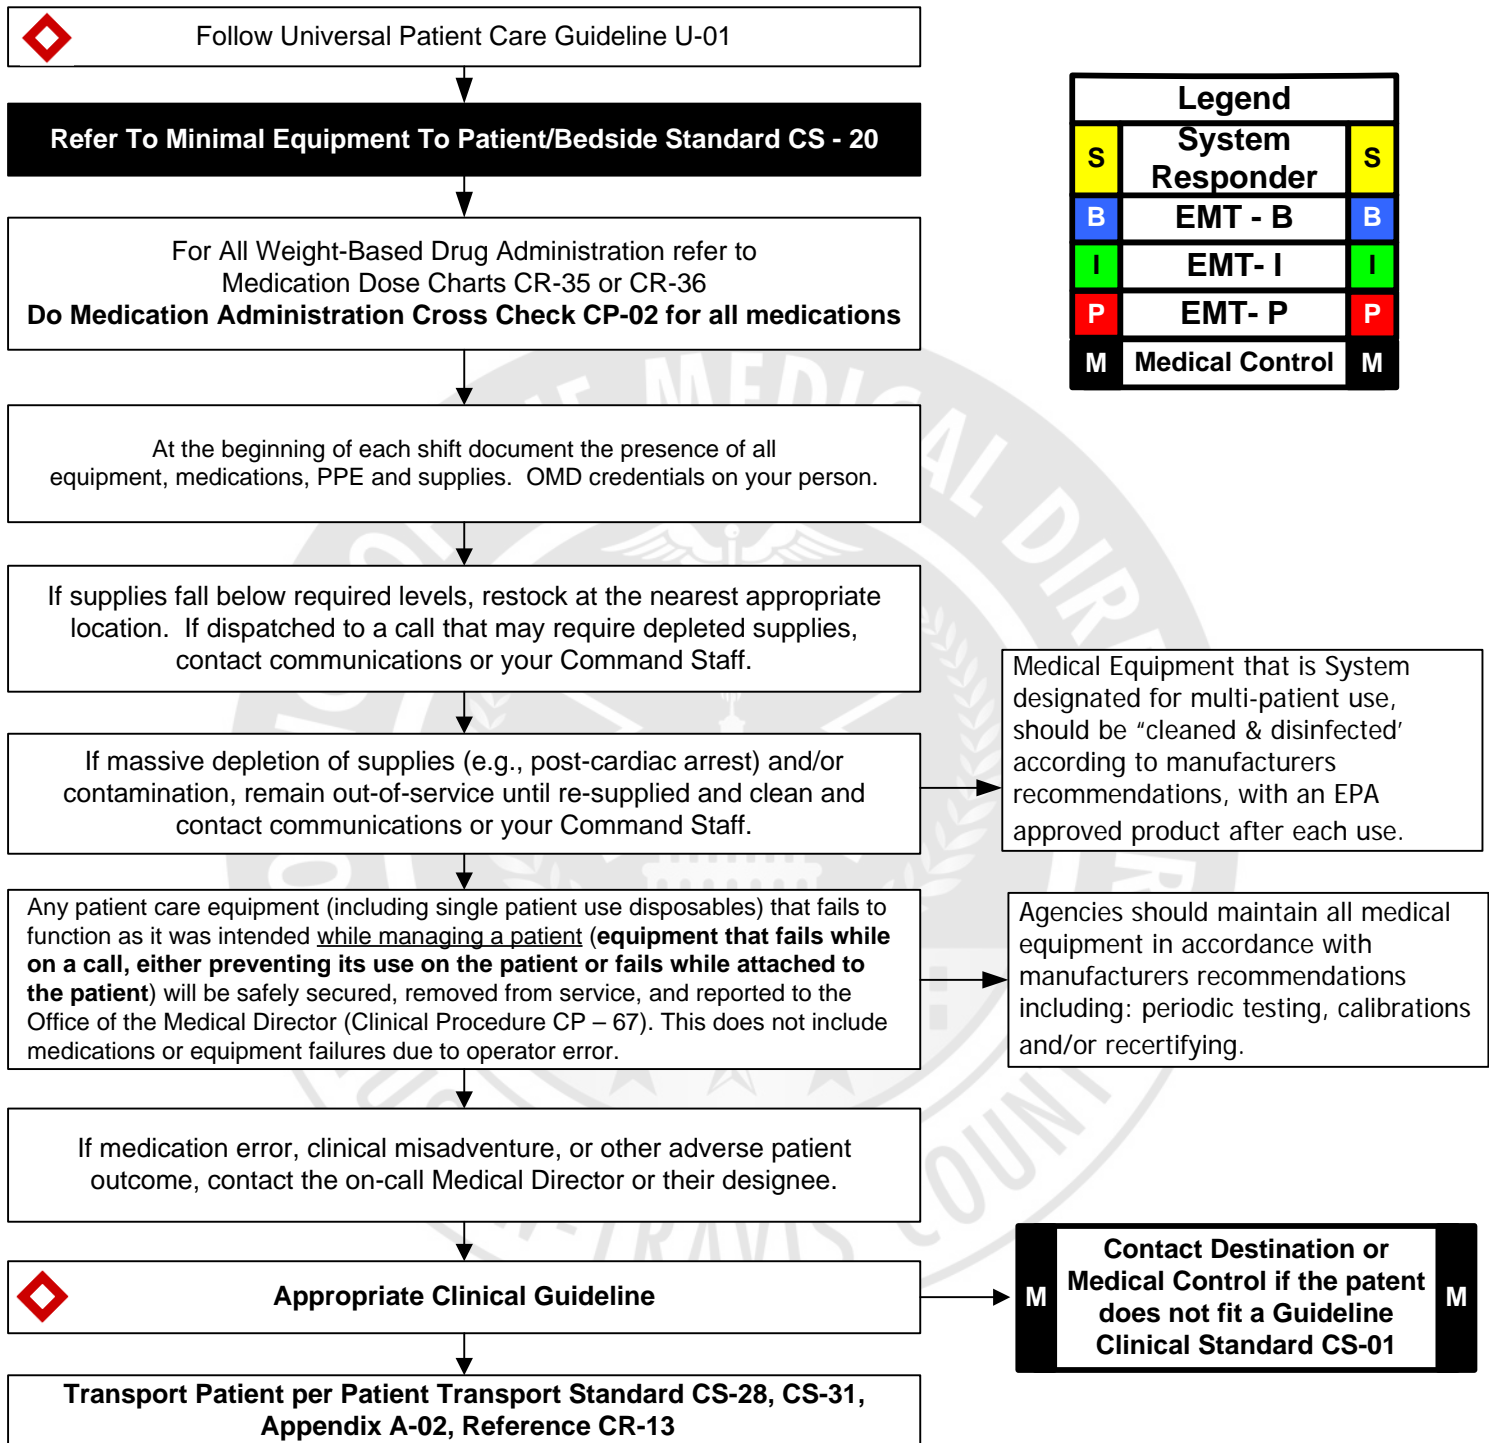 Follow Universal Patient Care Guideline U-01
Refer To Minimal Equipment To Patient/Bedside Standard CS - 20
For All Weight-Based Drug Administration refer to
Medication Dose Charts CR-35 or CR-36
Do Medication Administration Cross Check CP-02 for all medications
At the beginning of each shift document the presence of all
equipment, medications, PPE and supplies.  OMD credentials on your person.
If supplies fall below required levels, restock at the nearest appropriate
location.  If dispatched to a call that may require depleted supplies,
contact communications or your Command Staff.
If massive depletion of supplies (e.g., post-cardiac arrest) and/or
contamination, remain out-of-service until re-supplied and clean and
contact communications or your Command Staff.
Any patient care equipment (including single patient use disposables) that fails to
function as it was intended while managing a patient (equipment that fails while
on a call, either preventing its use on the patient or fails while attached to
the patient) will be safely secured, removed from service, and reported to the
Office of the Medical Director (Clinical Procedure CP – 67). This does not include
medications or equipment failures due to operator error.
If medication error, clinical misadventure, or other adverse patient
outcome, contact the on-call Medical Director or their designee.
Appropriate Clinical Guideline
Transport Patient per Patient Transport Standard CS-28, CS-31,
Appendix A-02, Reference CR-13
Legend
S System Responder S
B EMT - B B
I EMT- I I
P EMT- P P
M Medical Control M
Medical Equipment that is System
designated for multi-patient use,
should be “cleaned & disinfected’
according to manufacturers
recommendations, with an EPA
approved product after each use.
Agencies should maintain all medical
equipment in accordance with
manufacturers recommendations
including: periodic testing, calibrations
and/or recertifying.
Contact Destination or
M Medical Control if the patent M
does not fit a Guideline
Clinical Standard CS-01